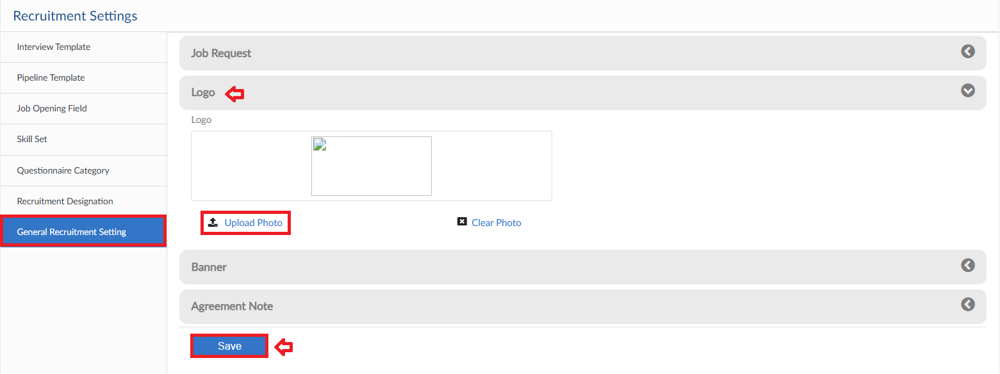 Recruitment Settings
Interview Template
Pipeline Template
Job Opening Field
Skill Set
Questionnaire Category
Recruitment Designation
General Recruitment Setting
Job Request
Logo
Logo
Upload Photo
Clear Photo
Banner
Agreement Note
Save